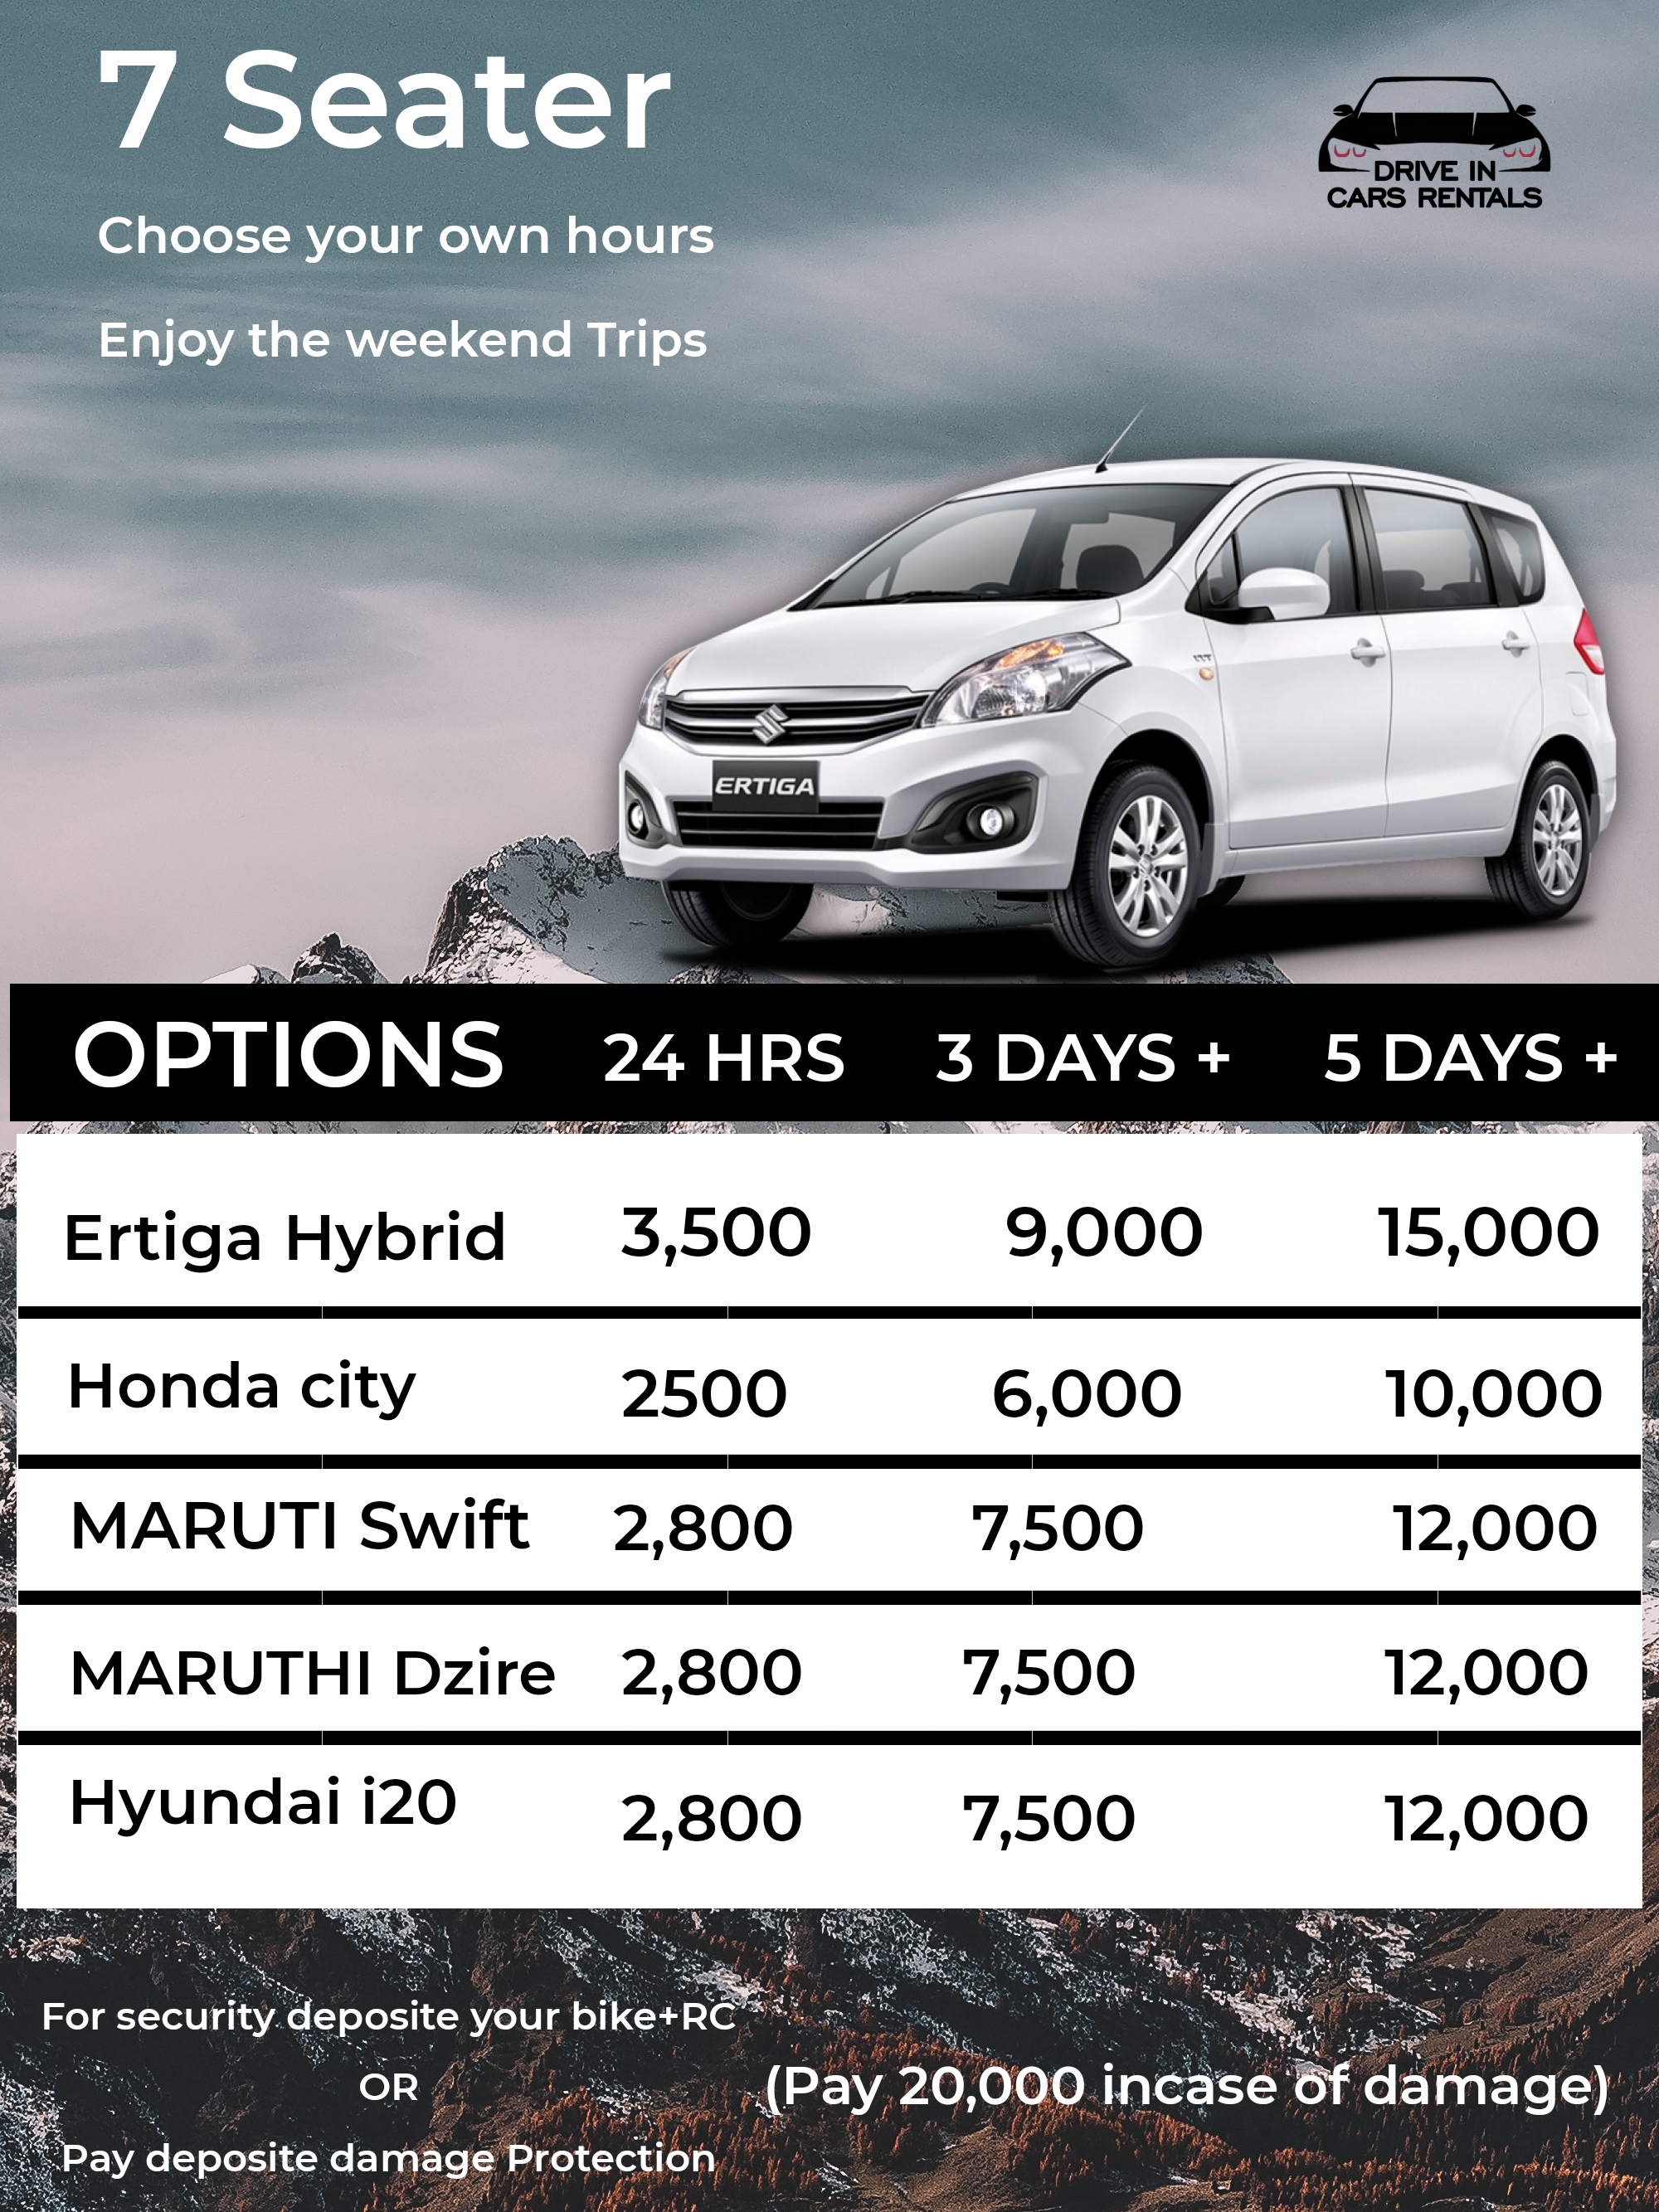 7 Seater
DRIVE IN
CARS RENTALS
Choose your own hours
Enjoy the weekend Trips
ERTIGA
OPTIONS 24 HRS 3 DAYS + 5 DAYS +
Ertiga Hybrid 3,500 9,000 15,000
Honda city 2500 6,000 10,000
MARUTI Swift 2,800 7,500 12,000
MARUTHI Dzire 2,800 7,500 12,000
Hyundai i20 2,800 7,500 12,000
For security deposite your bike+RC
OR
(Pay 20,000 incase of damage)
Pay deposite damage Protection